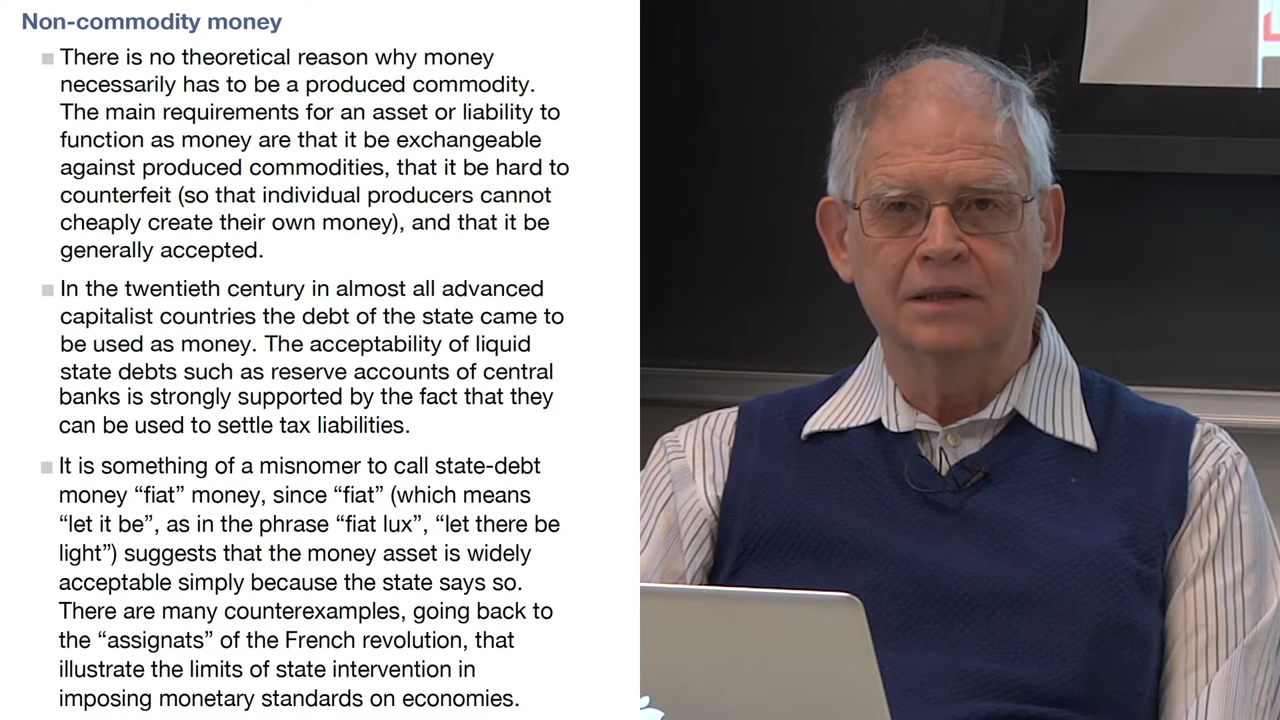 Non-commodity money
There is no theoretical reason why money
necessarily has to be a produced commodity.
The main requirements for an asset or liability to
function as money are that it be exchangeable
against produced commodities, that it be hard to
counterfeit (so that individual producers cannot
cheaply create their own money), and that it be
generally accepted.
In the twentieth century in almost all advanced
capitalist countries the debt of the state came to
be used as money. The acceptability of liquid
state debts such as reserve accounts of central
banks is strongly supported by the fact that they
can be used to settle tax liabilities.
It is something of a misnomer to call state-debt
money “fiat” money, since “fiat” (which means
“let it be”, as in the phrase “fiat lux”, “let there be
light”) suggests that the money asset is widely
acceptable simply because the state says so.
There are many counterexamples, going back to
the “assignats” of the French revolution, that
illustrate the limits of state intervention in
imposing monetary standards on economies.